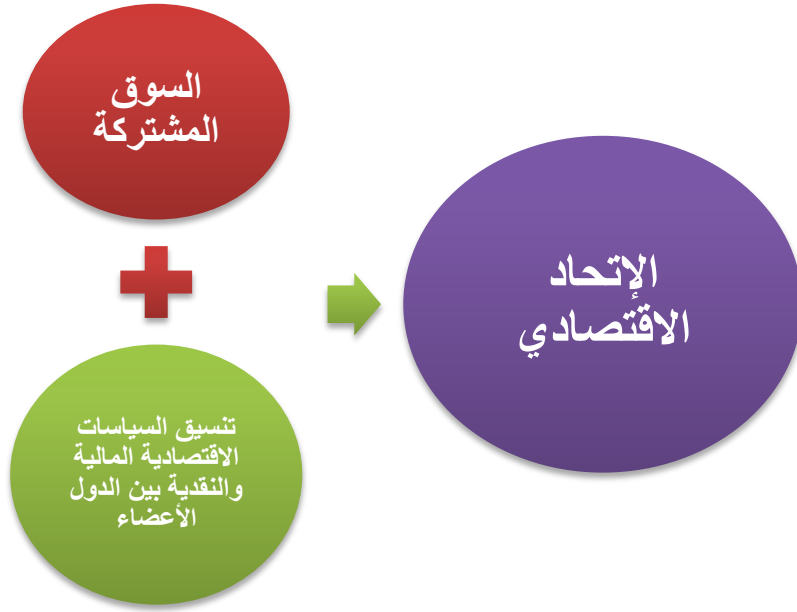 السوق
المشتركة
تنسيق السياسات
الاقتصادية المالية
والنقدية بين الدول
الأعضاء
الإتحاد
الاقتصادي